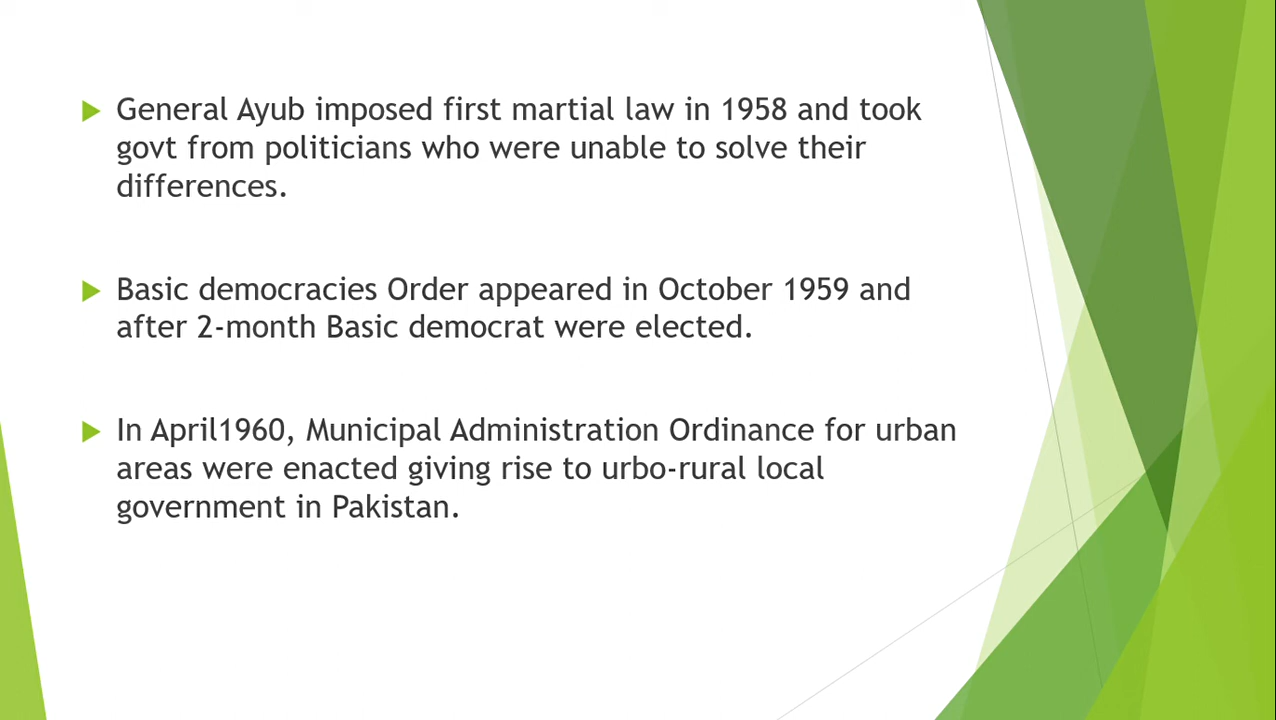 General Ayub imposed first martial law in 1958 and took
govt from politicians who were unable to solve their
differences.
Basic democracies Order appeared in October 1959 and
after 2-month Basic democrat were elected.
In April1960, Municipal Administration Ordinance for urban
areas were enacted giving rise to urbo-rural local
government in Pakistan.